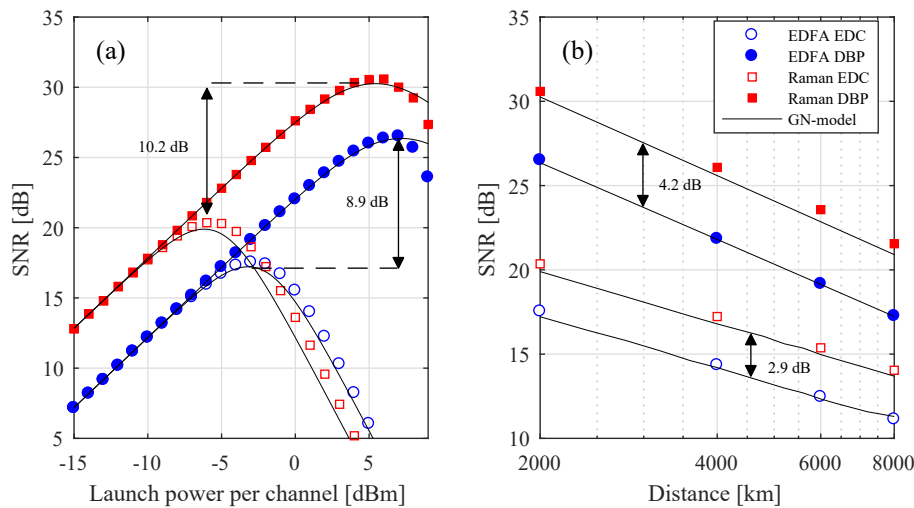 (a)
35
30
25
20
15
10
5
-15
-10
-5
0
5
SNR [dB]
Launch power per channel [dBm]
10.2 dB
8.9 dB
(b)
35
30
25
20
15
10
2000
4000
6000
8000
SNR [dB]
Distance [km]
4.2 dB
2.9 dB
EDFA EDC
EDFA DBP
Raman EDC
Raman DBP
GN-model